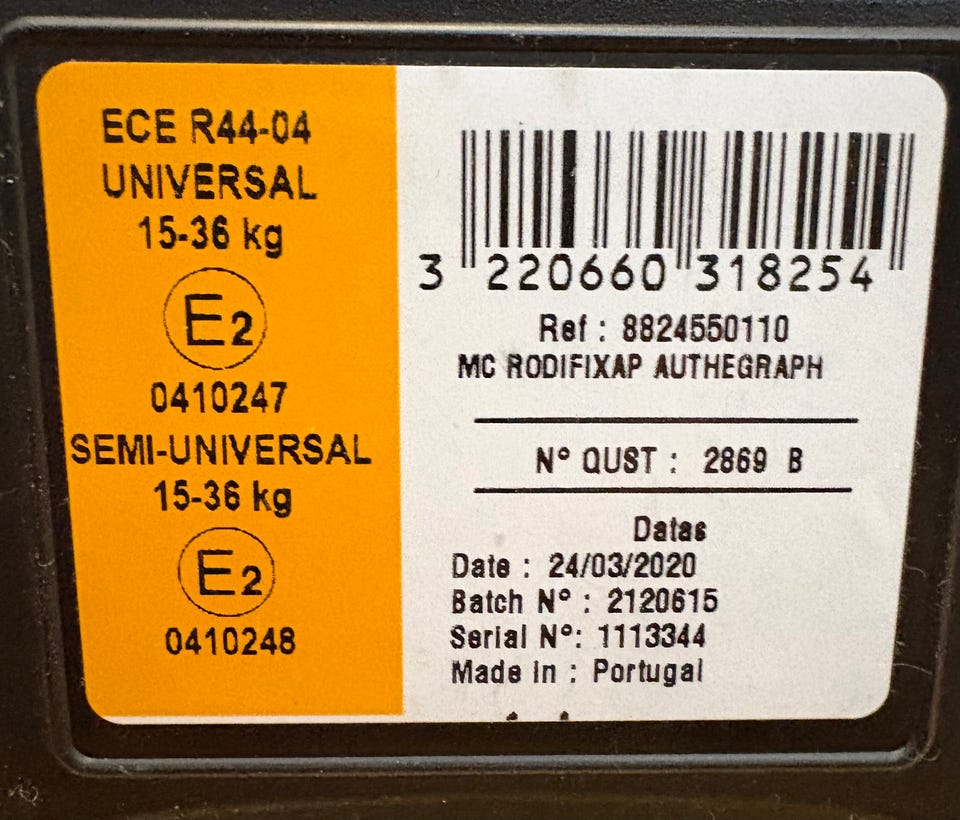 ECE R44-04
UNIVERSAL
15-36 kg
E2
0410247
SEMI-UNIVERSAL
15-36 kg
E2
0410248
3 220660 318254
Ref : 8824550110
MC RODIFIXAP AUTHEGRAPH
N° QUST : 2869 B
Datas
Date : 24/03/2020
Batch N° : 2120615
Serial N°: 1113344
Made in : Portugal